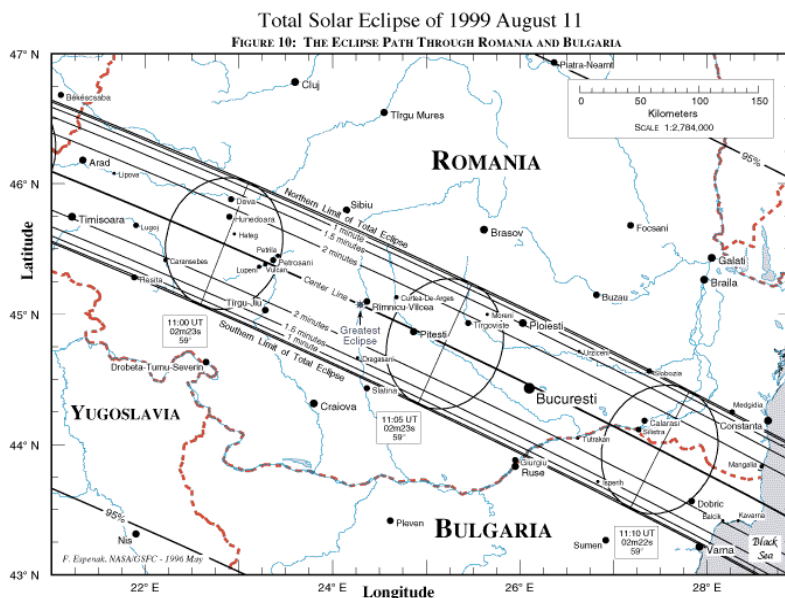 Total Solar Eclipse of 1999 August 11
FIGURE 10: THE ECLIPSE PATH THROUGH ROMANIA AND BULGARIA
47° N
46° N
45° N
44° N
43° N
Latitude
22° E
24° E
26° E
28° E
Longitude
0 50 100 150
Kilometers
SCALE 1:2,784,000
Piatra-Neamt
95%
Békéscsaba
Cluj
Tîrgu Mures
ROMANIA
Arad
Lipova
Deva
Sibiu
Northern Limit of Total Eclipse
1 minute
1.5 minutes
2 minutes
Timisoara
Lugoj
Hunedoara
Hateg
Brasov
Focsani
Petrila
Petrosani
Lupeni
Vulcan
Caransebes
Resita
Galati
Braila
Center Line
Rîmnicu-Vîlcea
Curtea-De-Arges
Buzau
Tîrgu-Jiu
Moreni
Tîrgoviste
Ploiesti
Greatest
Eclipse
Pitesti
2 minutes
1.5 minutes
1 minute
Southern Limit of Total Eclipse
11:00 UT
02m23s
59°
Dragasani
Urziceni
Slobozia
Drobeta-Turnu-Severin
Slatina
Bucuresti
YUGOSLAVIA
Craiova
Medgidia
Constanta
11:05 UT
02m23s
59°
Calarasi
Silistra
Tutrakan
Mangalia
Giurgiu
Ruse
Isperih
Dobric
Balcik
Kavarna
95%
Nis
Pleven
BULGARIA
Sumen
11:10 UT
02m22s
59°
Varna
Black
Sea
F. Espenak, NASA/GSFC - 1996 May